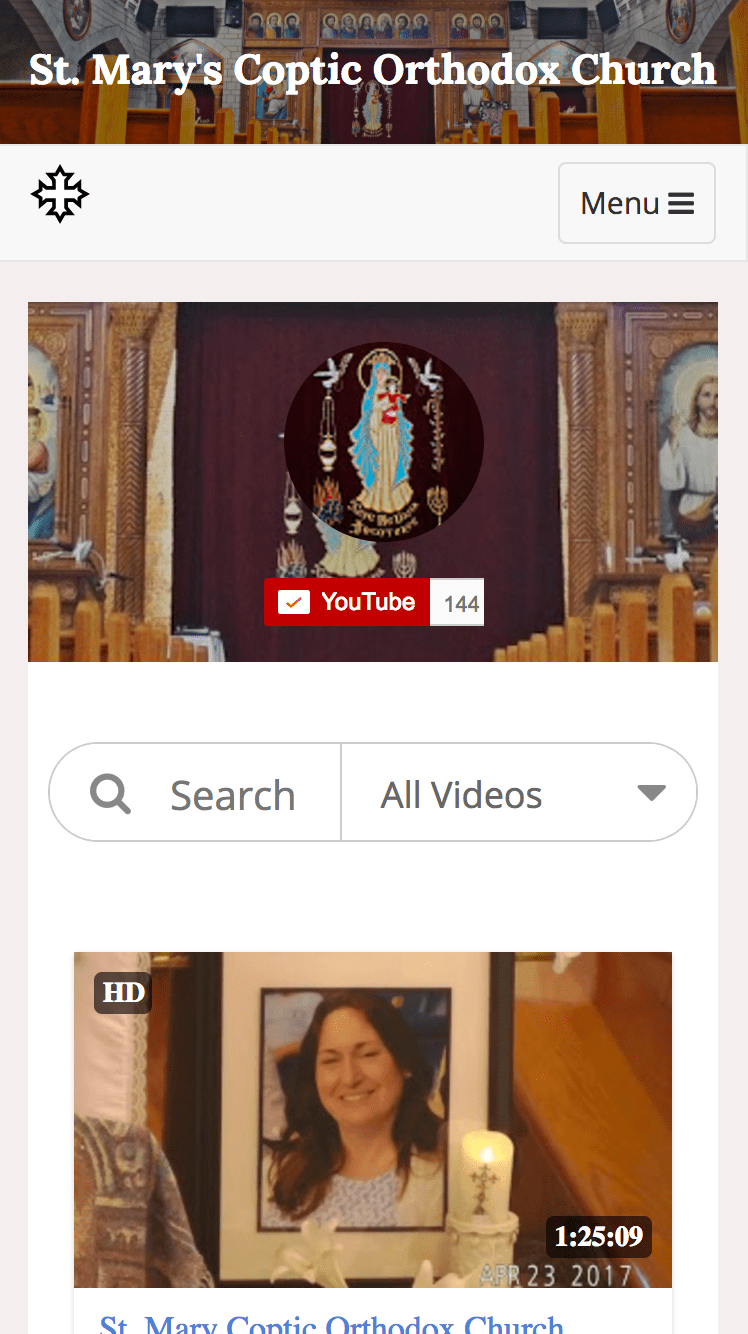 St. Mary's Coptic Orthodox Church
Menu
YouTube 144
Search
All Videos
HD
1:25:09
APR 23 2017
St. Mary Coptic Orthodox Church